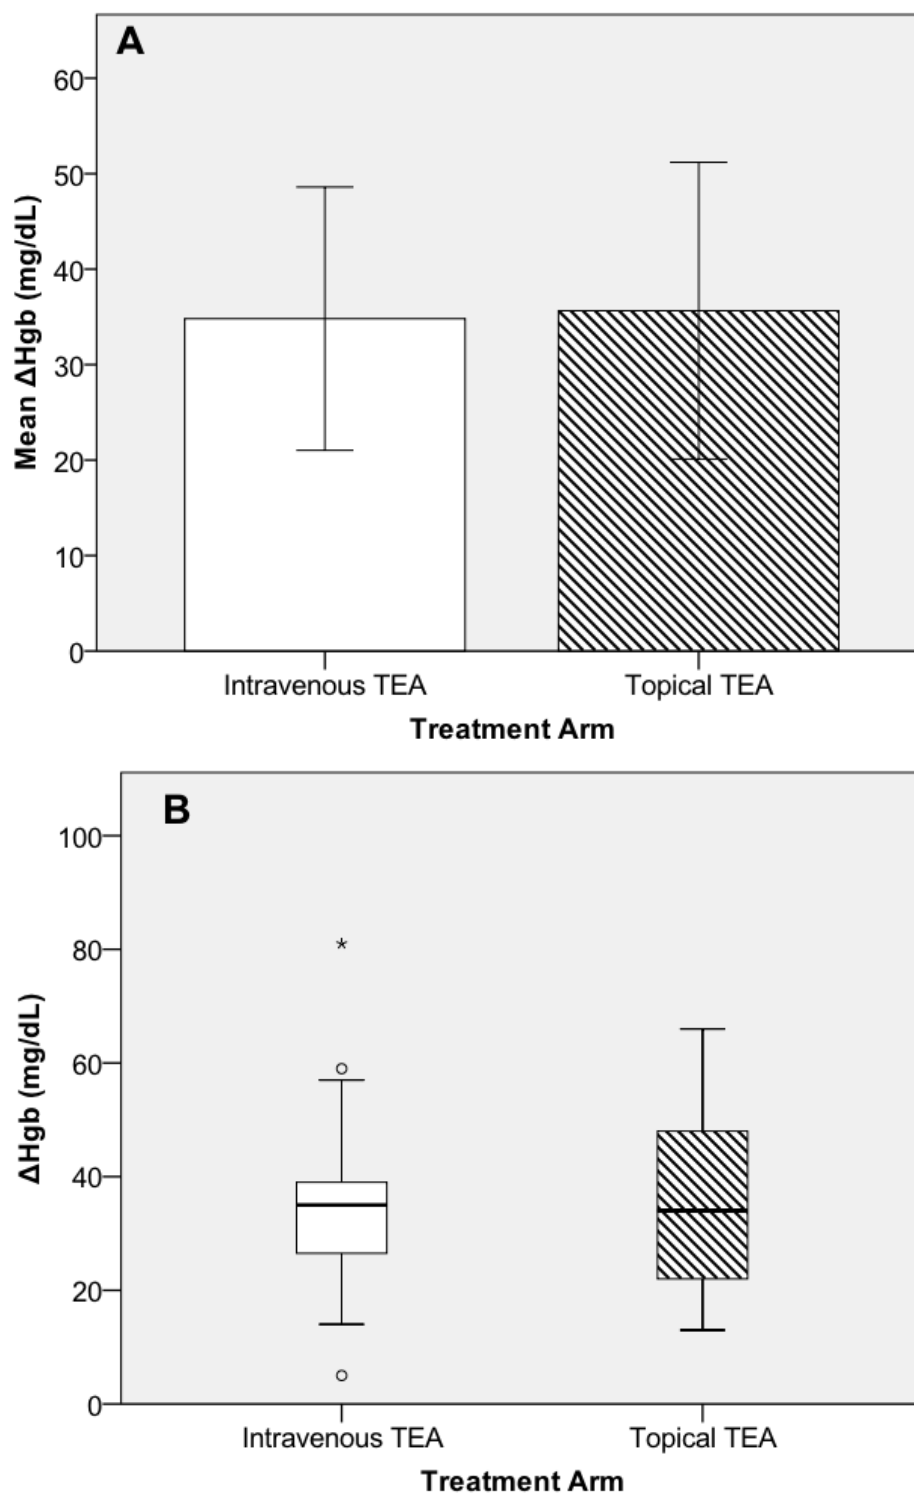 A
60
50
40
30
20
10
0
Mean ΔHgb (mg/dL)
Intravenous TEA
Topical TEA
Treatment Arm
B
100
80
60
40
20
0
ΔHgb (mg/dL)
*
Intravenous TEA
Topical TEA
Treatment Arm